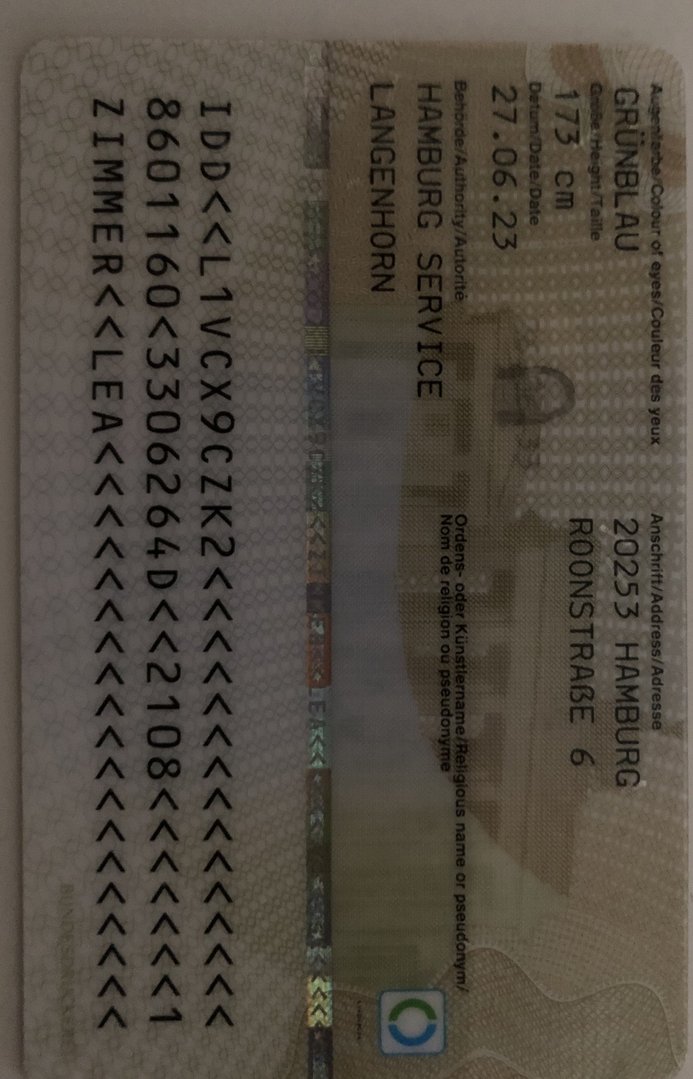 Augenfarbe/Colour of eyes/Couleur des yeux
GRÜNBLAU
Größe/Height/Taille
173 cm
Datum/Date/Date
27.06.23
Behörde/Authority/Autorité
HAMBURG SERVICE
LANGENHORN
Anschrift/Address/Adresse
20253 HAMBURG
ROONSTRAßE 6
Ordens- oder Künstlername/Religious name or pseudonym/
Nom de religion ou pseudonyme
IDD<<L1VCX9CZK2<<<<<<<<<<<<<<<
8601160<3306264D<<2108<<<<<<<1
ZIMMER<<LEA<<<<<<<<<<<<<<<<<<<